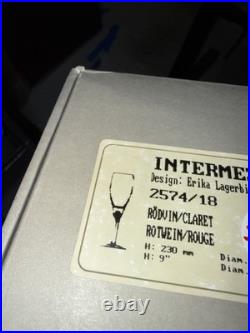 INTERME
Design: Erika Lagerbi
2574/18
RÖDVIN/CLARET
ROTWEIN/ROUGE
H: 230 mm
H: 9"
Diam.
Diam.